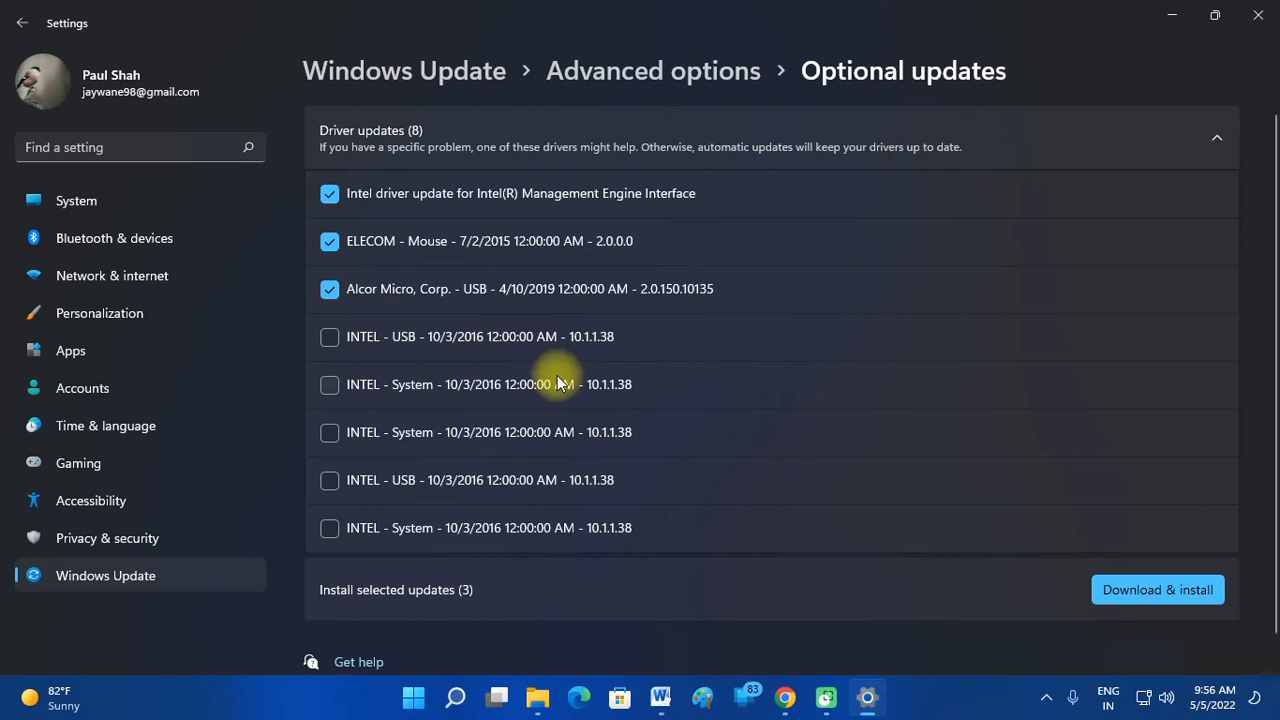 Settings
Paul Shah
jaywane98@gmail.com
Find a setting
System
Bluetooth & devices
Network & internet
Personalization
Apps
Accounts
Time & language
Gaming
Accessibility
Privacy & security
Windows Update
Windows Update > Advanced options > Optional updates
Driver updates (8)
If you have a specific problem, one of these drivers might help. Otherwise, automatic updates will keep your drivers up to date.
Intel driver update for Intel(R) Management Engine Interface
ELECOM - Mouse - 7/2/2015 12:00:00 AM - 2.0.0.0
Alcor Micro, Corp. - USB - 4/10/2019 12:00:00 AM - 2.0.150.10135
INTEL - USB - 10/3/2016 12:00:00 AM - 10.1.1.38
INTEL - System - 10/3/2016 12:00:00 AM - 10.1.1.38
INTEL - System - 10/3/2016 12:00:00 AM - 10.1.1.38
INTEL - USB - 10/3/2016 12:00:00 AM - 10.1.1.38
INTEL - System - 10/3/2016 12:00:00 AM - 10.1.1.38
Install selected updates (3)
Download & install
Get help
82°F
Sunny
83
ENG
IN
9:56 AM
5/5/2022